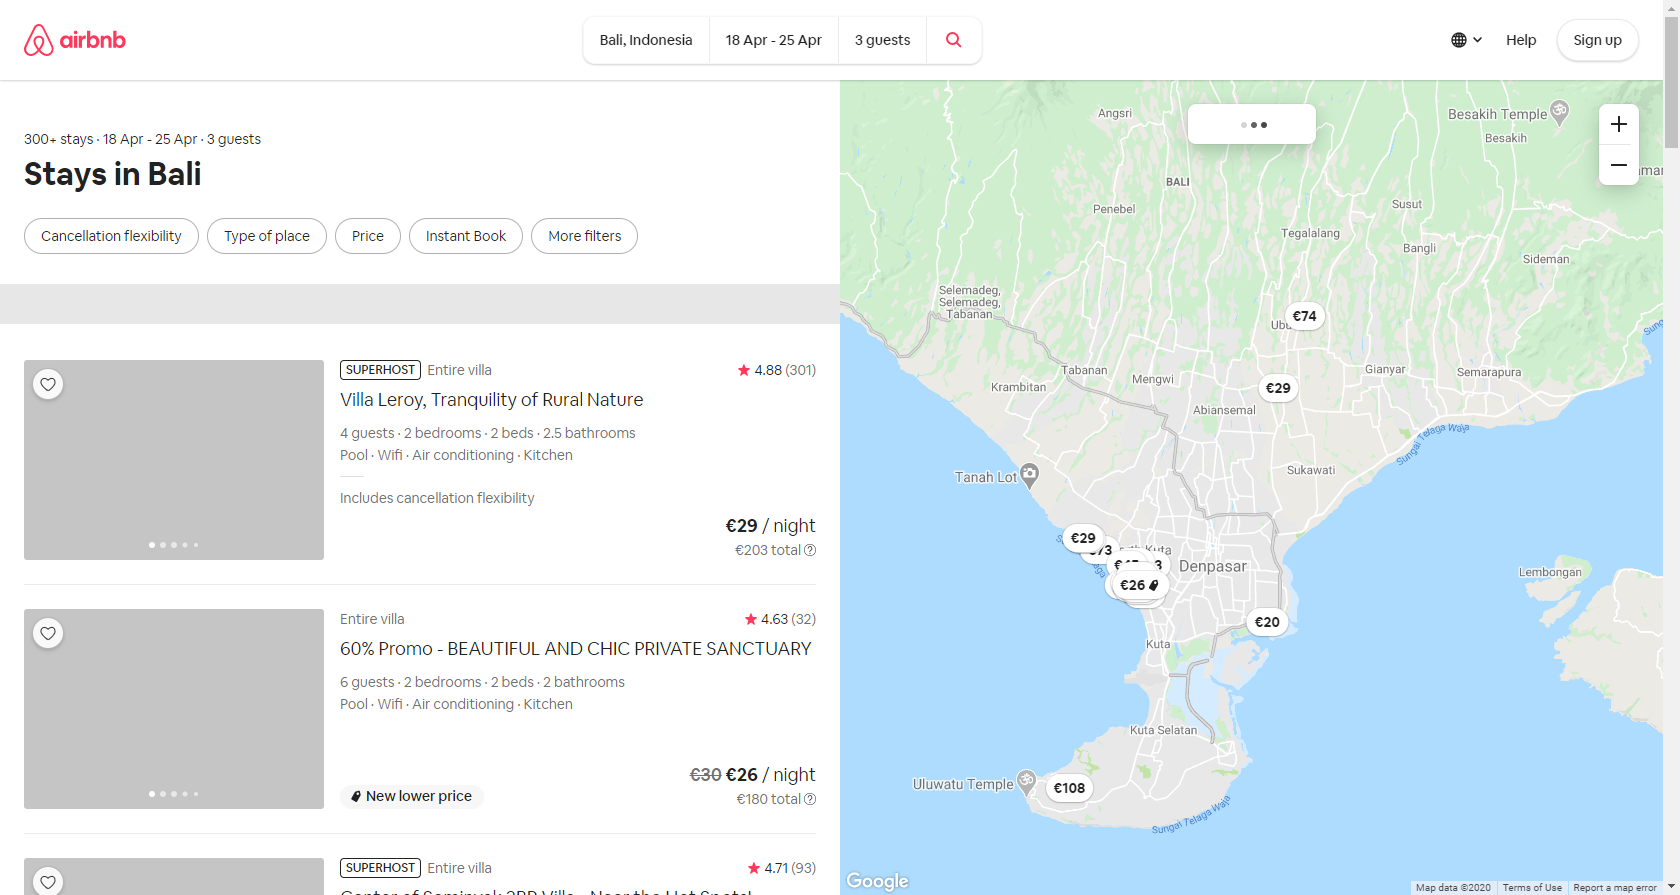 airbnb
Bali, Indonesia
18 Apr - 25 Apr
3 guests
Help
Sign up
300+ stays · 18 Apr - 25 Apr · 3 guests
Stays in Bali
Cancellation flexibility
Type of place
Price
Instant Book
More filters
SUPERHOST Entire villa
4.88 (301)
Villa Leroy, Tranquility of Rural Nature
4 guests · 2 bedrooms · 2 beds · 2.5 bathrooms
Pool · Wifi · Air conditioning · Kitchen
Includes cancellation flexibility
€29 / night
€203 total
Entire villa
4.63 (32)
60% Promo - BEAUTIFUL AND CHIC PRIVATE SANCTUARY
6 guests · 2 bedrooms · 2 beds · 2 bathrooms
Pool · Wifi · Air conditioning · Kitchen
€30 €26 / night
New lower price
€180 total
SUPERHOST Entire villa
4.71 (93)
Angsri
Besakih Temple
Besakih
BALI
Penebel
Susut
Tegalalang
Bangli
Sideman
Selemadeg,
Selemadeg,
Tabanan
€74
Sung
Tabanan
Mengwi
Gianyar
Semarapura
Krambitan
€29
Abiansemal
Sungai Telaga Waja
Sukawati
Tanah Lot
€29
€73
Kuta
Denpasar
Lembongan
€26
€20
Kuta
Kuta Selatan
Uluwatu Temple
€108
Sungai Telaga Waja
Google
Map data ©2020
Terms of Use
Report a map error